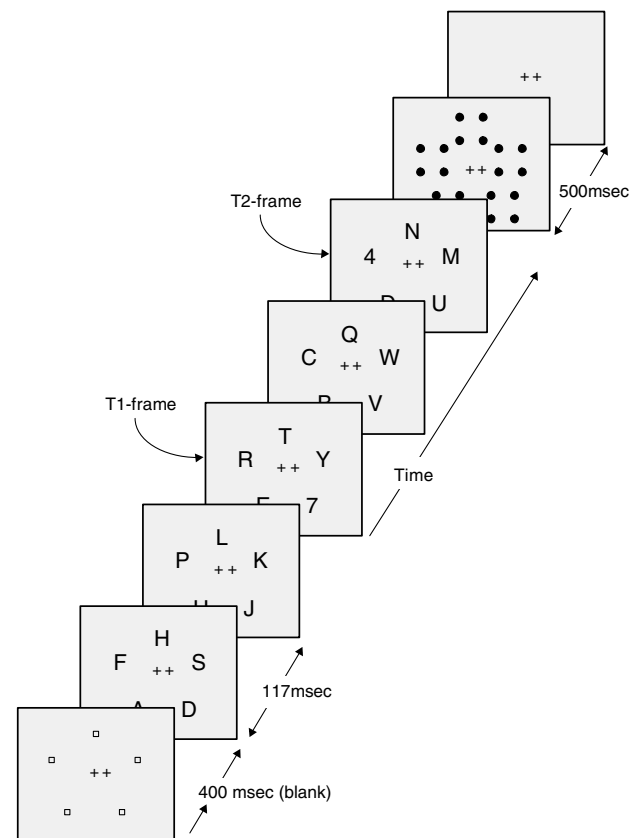 + +
+ +
500msec
T2-frame
N
4 + + M
U
Q
C + + W
V
T1-frame
T
R + + Y
7
Time
L
P + + K
J
H
F + + S
D
117msec
+ +
400 msec (blank)